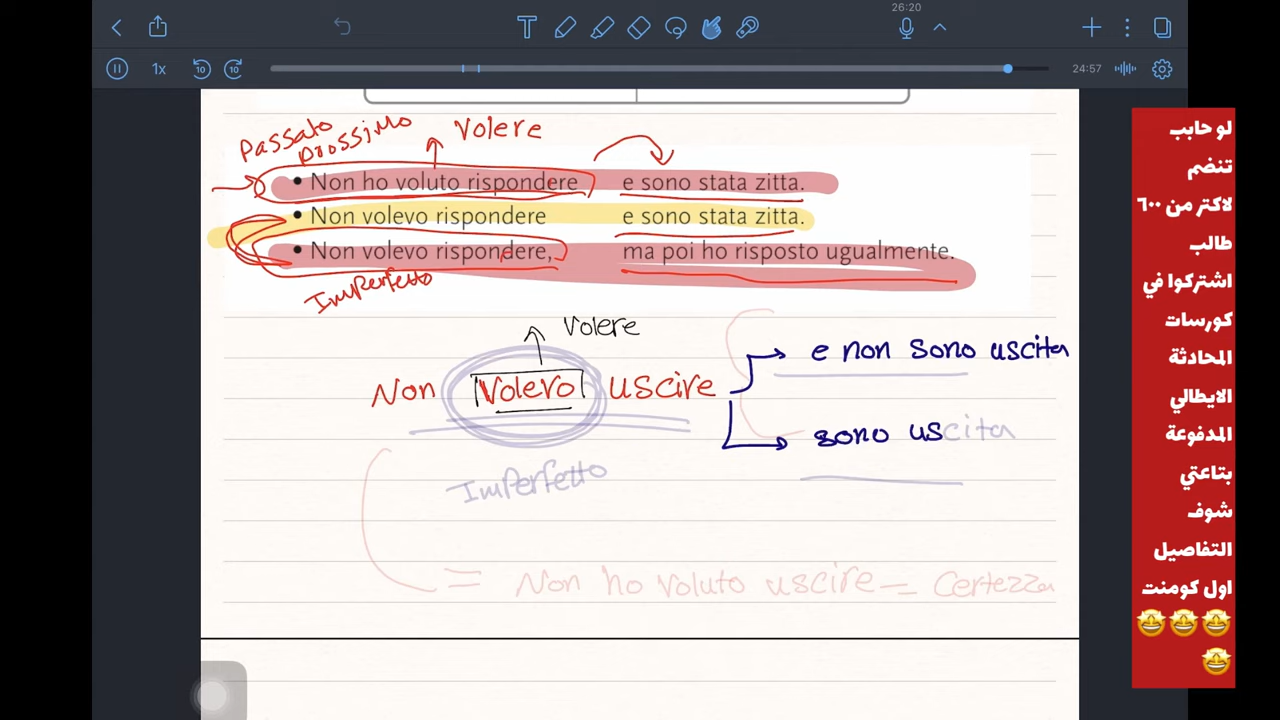 26:20
1x
10
10
24:57
Passato
prossimo
Volere
• Non ho voluto rispondere e sono stata zitta.
• Non volevo rispondere e sono stata zitta.
• Non volevo rispondere, ma poi ho risposto ugualmente.
Imperfetto
Volere
e non sono uscita
Non Volevo uscire
sono uscita
Imperfetto
= Non ho voluto uscire = Certezza
لو حابب
تنضم
لاكتر من ٦٠٠
طالب
اشتركوا في
كورسات
المحادثة
الايطالي
المدفوعة
بتاعتي
شوف
التفاصيل
اول كومنت
🤩🤩🤩
🤩